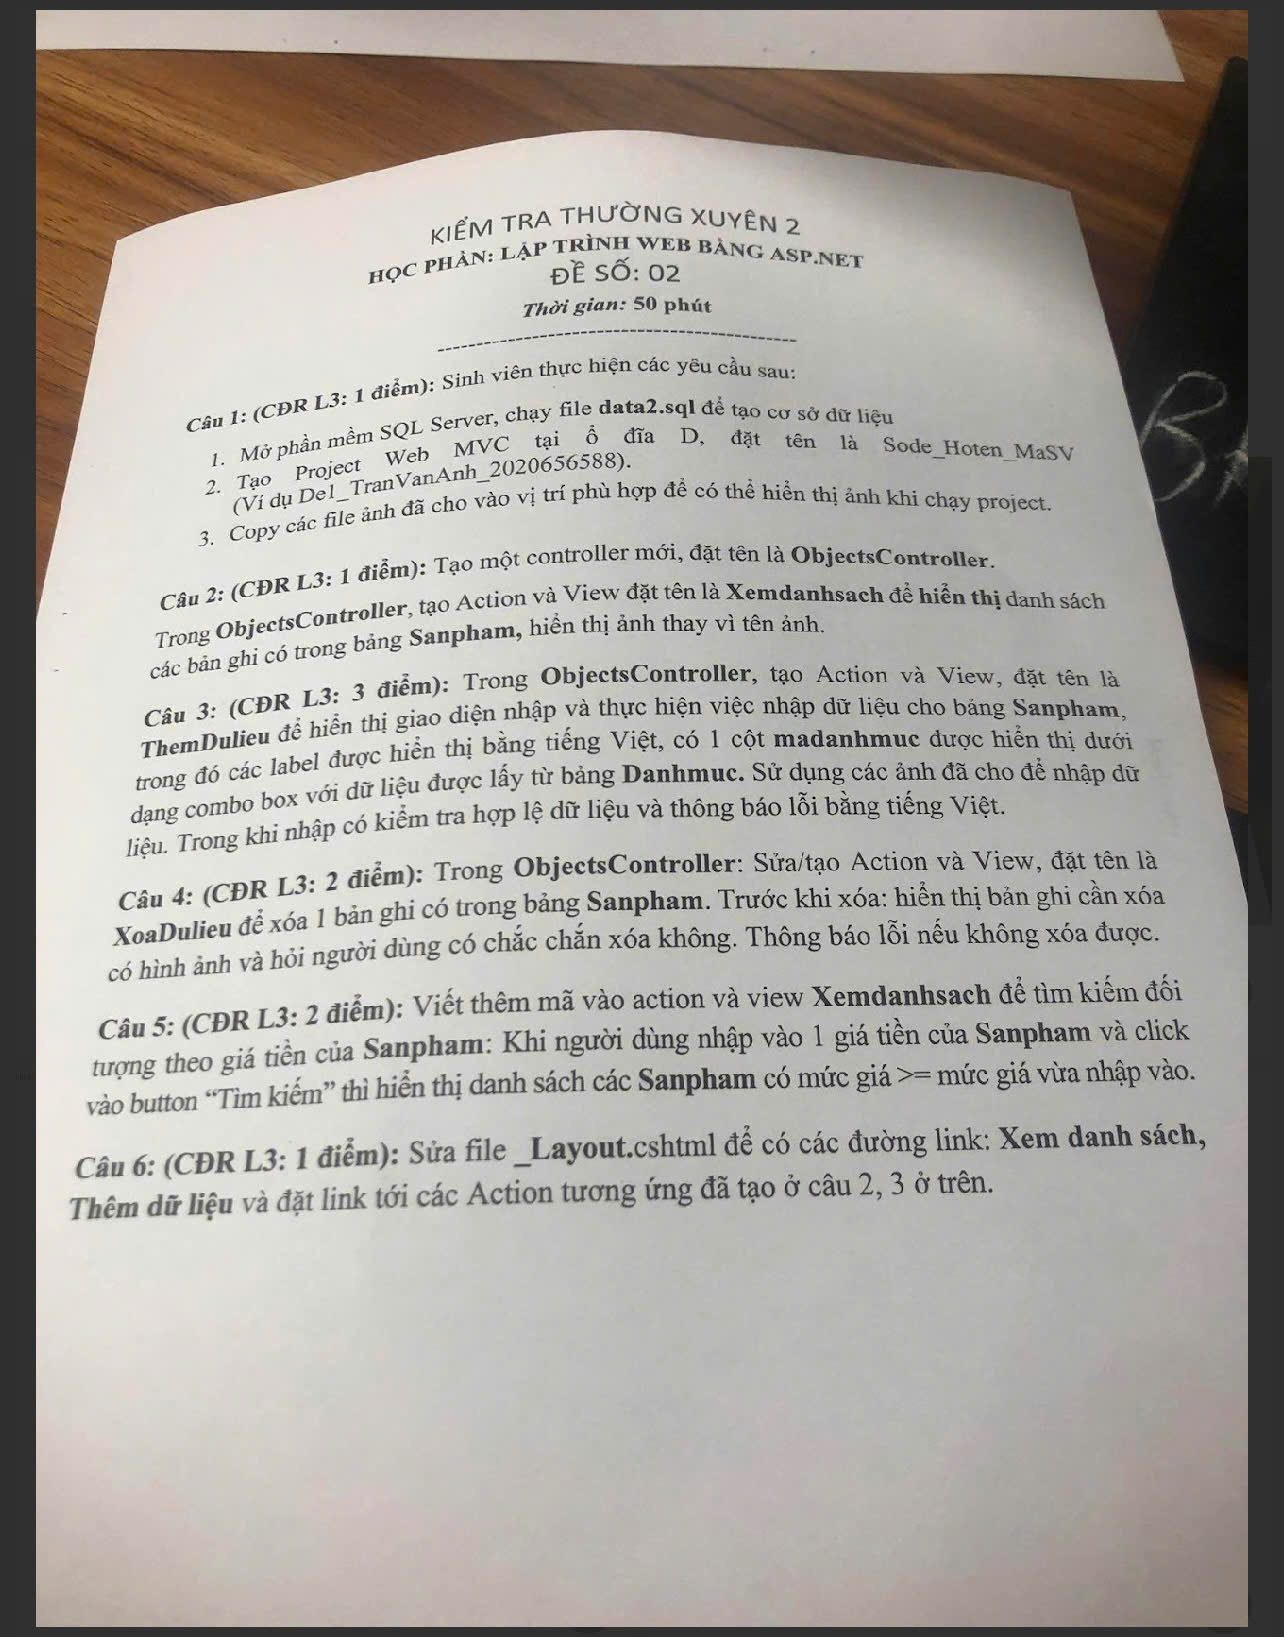 KIỂM TRA THƯỜNG XUYÊN 2
HỌC PHẦN: LẬP TRÌNH WEB BẰNG ASP.NET
ĐỀ SỐ: 02
Thời gian: 50 phút
Câu 1: (CĐR L3: 1 điểm): Sinh viên thực hiện các yêu cầu sau:
1. Mở phần mềm SQL Server, chạy file data2.sql để tạo cơ sở dữ liệu
2. Tạo Project Web MVC tại ổ đĩa D, đặt tên là Sode_Hoten_MaSV
(Ví dụ De1_TranVanAnh_2020656588).
3. Copy các file ảnh đã cho vào vị trí phù hợp để có thể hiển thị ảnh khi chạy project.
Câu 2: (CĐR L3: 1 điểm): Tạo một controller mới, đặt tên là ObjectsController.
Trong ObjectsController, tạo Action và View đặt tên là Xemdanhsach để hiển thị danh sách
các bản ghi có trong bảng Sanpham, hiển thị ảnh thay vì tên ảnh.
Câu 3: (CĐR L3: 3 điểm): Trong ObjectsController, tạo Action và View, đặt tên là
ThemDulieu để hiển thị giao diện nhập và thực hiện việc nhập dữ liệu cho bảng Sanpham,
trong đó các label được hiển thị bằng tiếng Việt, có 1 cột madanhmuc được hiển thị dưới
dạng combo box với dữ liệu được lấy từ bảng Danhmuc. Sử dụng các ảnh đã cho để nhập dữ
liệu. Trong khi nhập có kiểm tra hợp lệ dữ liệu và thông báo lỗi bằng tiếng Việt.
Câu 4: (CĐR L3: 2 điểm): Trong ObjectsController: Sửa/tạo Action và View, đặt tên là
XoaDulieu để xóa 1 bản ghi có trong bảng Sanpham. Trước khi xóa: hiển thị bản ghi cần xóa
có hình ảnh và hỏi người dùng có chắc chắn xóa không. Thông báo lỗi nếu không xóa được.
Câu 5: (CĐR L3: 2 điểm): Viết thêm mã vào action và view Xemdanhsach để tìm kiếm đối
tượng theo giá tiền của Sanpham: Khi người dùng nhập vào 1 giá tiền của Sanpham và click
vào button “Tìm kiếm” thì hiển thị danh sách các Sanpham có mức giá >= mức giá vừa nhập vào.
Câu 6: (CĐR L3: 1 điểm): Sửa file _Layout.cshtml để có các đường link: Xem danh sách,
Thêm dữ liệu và đặt link tới các Action tương ứng đã tạo ở câu 2, 3 ở trên.